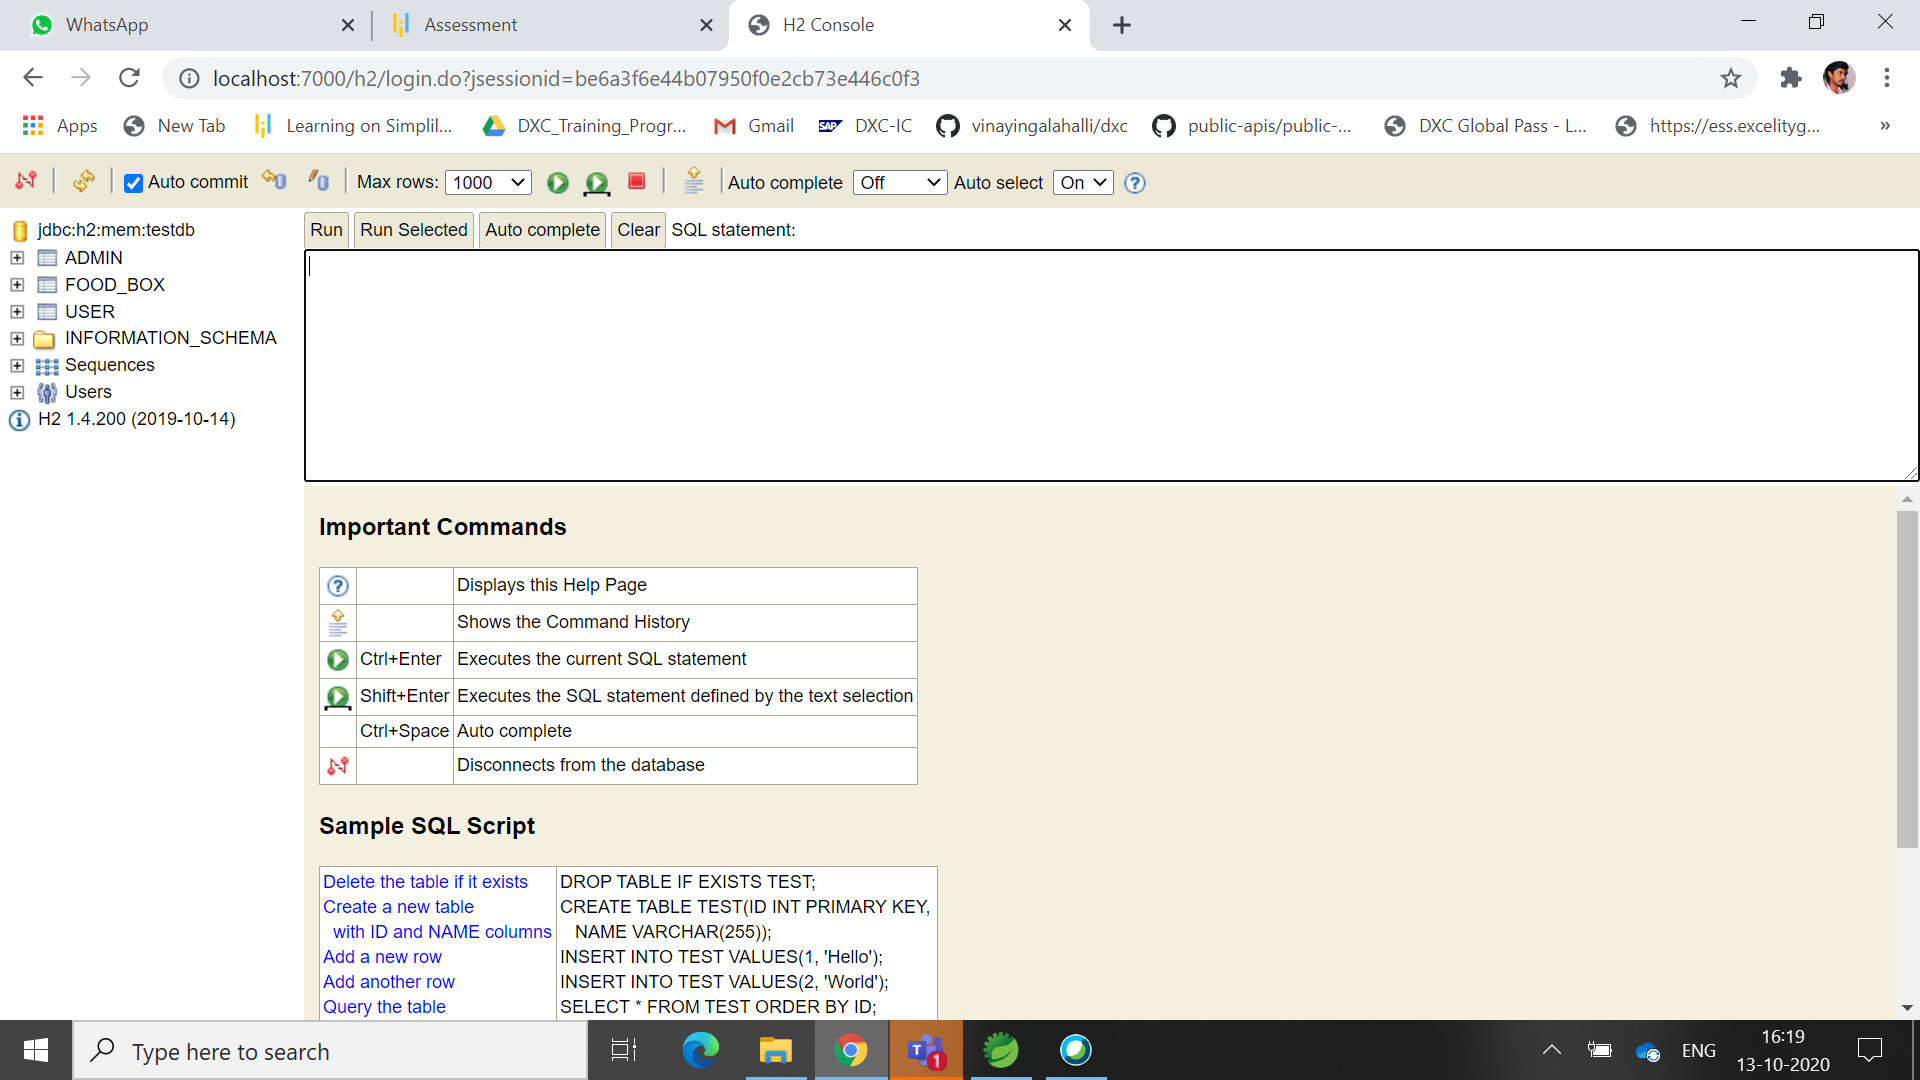 WhatsApp
Assessment
H2 Console
localhost:7000/h2/login.do?jsessionid=be6a3f6e44b07950f0e2cb73e446c0f3
Apps New Tab Learning on Simplil... DXC_Training_Progr... Gmail SAP DXC-IC vinayingalahalli/dxc public-apis/public-... DXC Global Pass - L... https://ess.excelityg... »
Auto commit Max rows: 1000 Auto complete Off Auto select On
jdbc:h2:mem:testdb
ADMIN
FOOD_BOX
USER
INFORMATION_SCHEMA
Sequences
Users
H2 1.4.200 (2019-10-14)
Run Run Selected Auto complete Clear SQL statement:
Important Commands
Displays this Help Page
Shows the Command History
Ctrl+Enter Executes the current SQL statement
Shift+Enter Executes the SQL statement defined by the text selection
Ctrl+Space Auto complete
Disconnects from the database
Sample SQL Script
Delete the table if it exists DROP TABLE IF EXISTS TEST;
Create a new table CREATE TABLE TEST(ID INT PRIMARY KEY,
with ID and NAME columns NAME VARCHAR(255));
Add a new row INSERT INTO TEST VALUES(1, 'Hello');
Add another row INSERT INTO TEST VALUES(2, 'World');
Query the table SELECT * FROM TEST ORDER BY ID;
Type here to search
T 1
ENG
16:19
13-10-2020